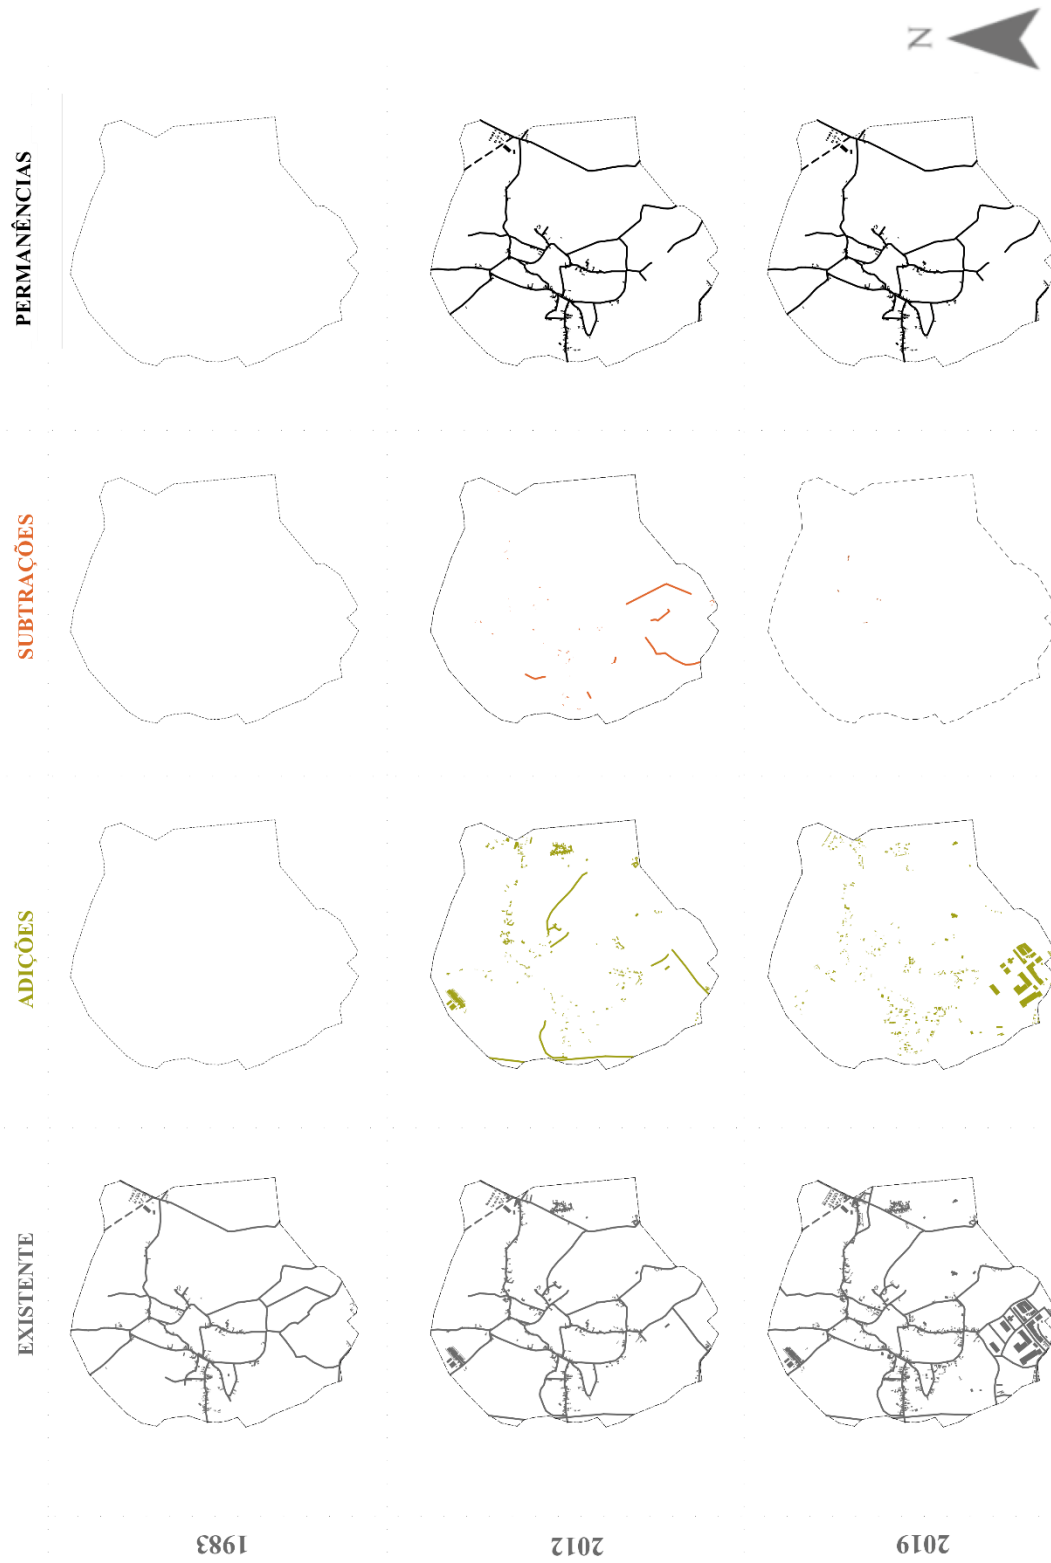 N
EXISTENTE
ADIÇÕES
SUBTRAÇÕES
PERMANÊNCIAS
1983
2012
2019